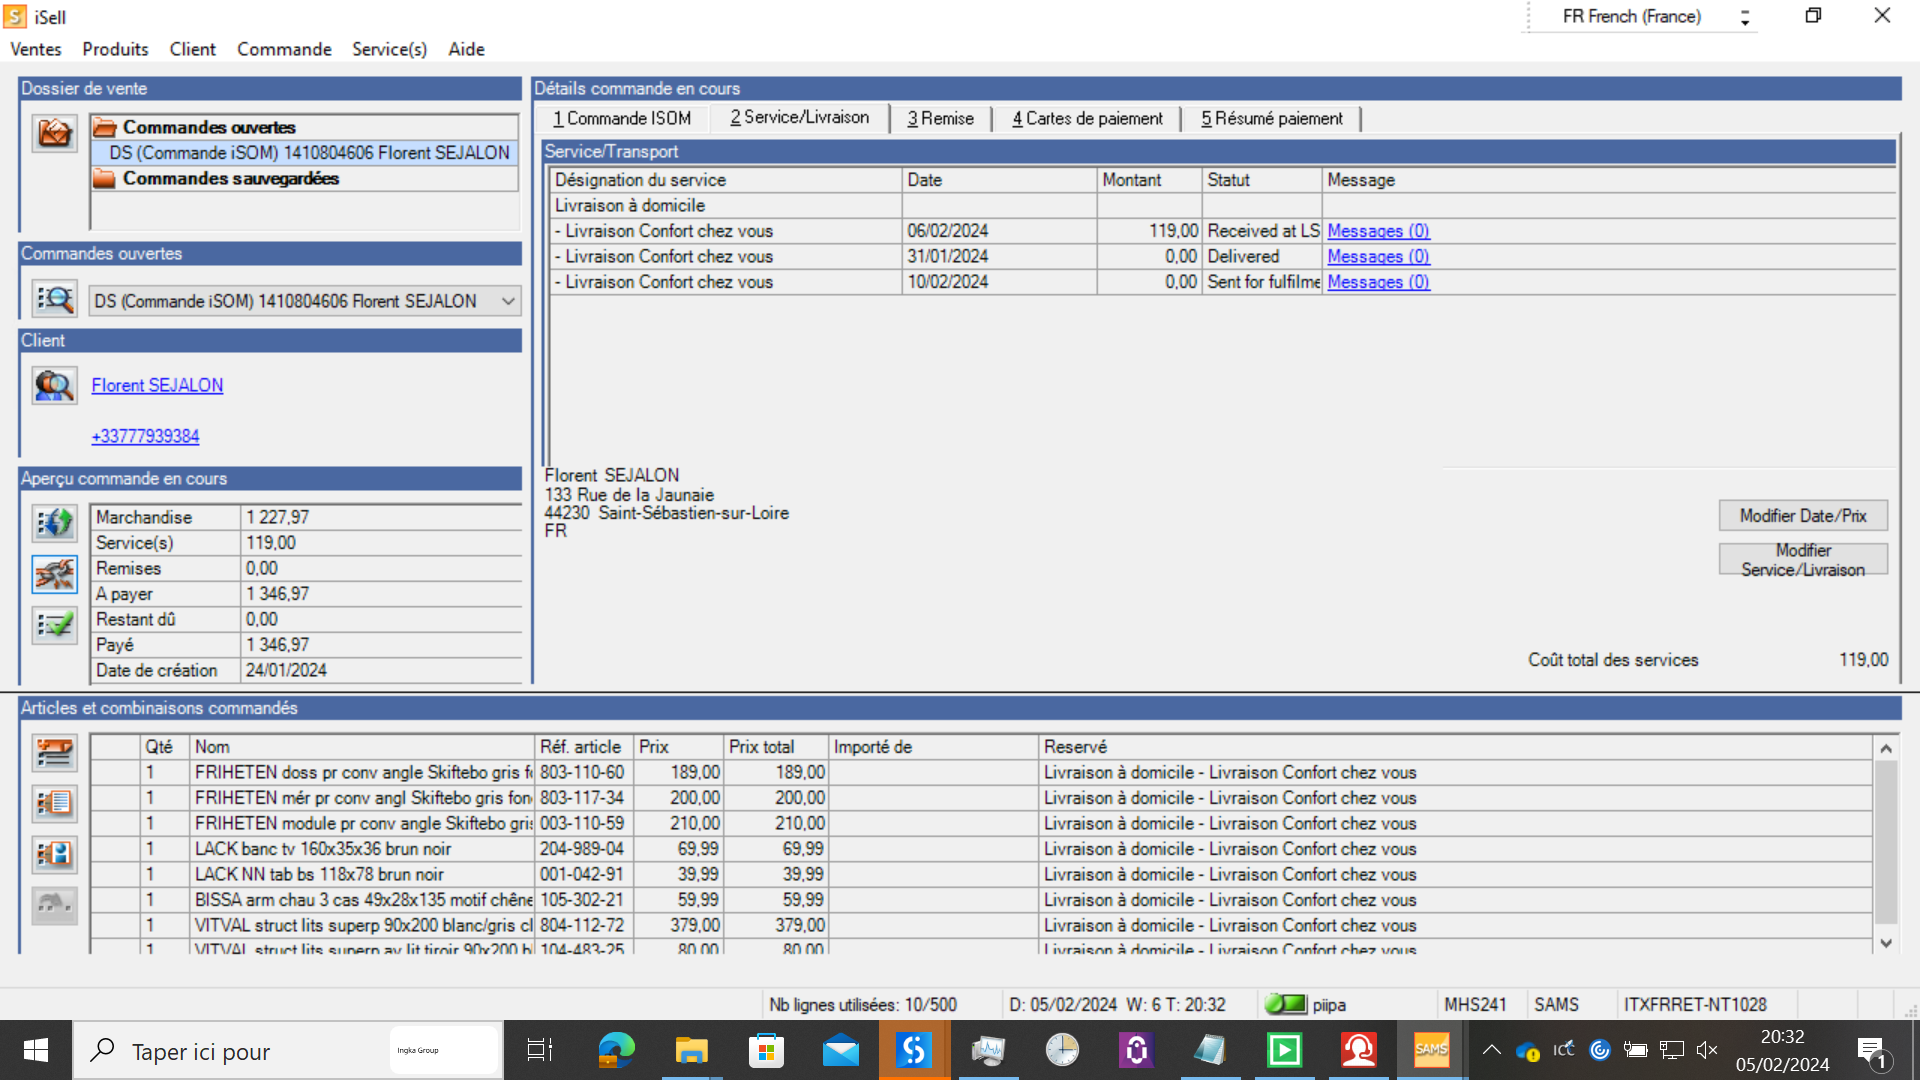 iSell
FR French (France)
Ventes Produits Client Commande Service(s) Aide
Dossier de vente
Commandes ouvertes
DS (Commande iSOM) 1410804606 Florent SEJALON
Commandes sauvegardées
Commandes ouvertes
DS (Commande iSOM) 1410804606 Florent SEJALON
Client
Florent SEJALON
+33777939384
Aperçu commande en cours
Marchandise 1 227,97
Service(s) 119,00
Remises 0,00
A payer 1 346,97
Restant dû 0,00
Payé 1 346,97
Date de création 24/01/2024
Détails commande en cours
1 Commande ISOM 2 Service/Livraison 3 Remise 4 Cartes de paiement 5 Résumé paiement
Service/Transport
Désignation du service Date Montant Statut Message
Livraison à domicile
- Livraison Confort chez vous 06/02/2024 119,00 Received at LS Messages (0)
- Livraison Confort chez vous 31/01/2024 0,00 Delivered Messages (0)
- Livraison Confort chez vous 10/02/2024 0,00 Sent for fulfilme Messages (0)
Florent SEJALON
133 Rue de la Jaunaie
44230 Saint-Sébastien-sur-Loire
FR
Modifier Date/Prix
Modifier
Service/Livraison
Coût total des services 119,00
Articles et combinaisons commandés
Qté Nom Réf. article Prix Prix total Importé de Reservé
1 FRIHETEN doss pr conv angle Skiftebo gris f 803-110-60 189,00 189,00 Livraison à domicile - Livraison Confort chez vous
1 FRIHETEN mér pr conv angl Skiftebo gris fon 803-117-34 200,00 200,00 Livraison à domicile - Livraison Confort chez vous
1 FRIHETEN module pr conv angle Skiftebo gris 003-110-59 210,00 210,00 Livraison à domicile - Livraison Confort chez vous
1 LACK banc tv 160x35x36 brun noir 204-989-04 69,99 69,99 Livraison à domicile - Livraison Confort chez vous
1 LACK NN tab bs 118x78 brun noir 001-042-91 39,99 39,99 Livraison à domicile - Livraison Confort chez vous
1 BISSA arm chau 3 cas 49x28x135 motif chêne 105-302-21 59,99 59,99 Livraison à domicile - Livraison Confort chez vous
1 VITVAL struct lits superp 90x200 blanc/gris cl 804-112-72 379,00 379,00 Livraison à domicile - Livraison Confort chez vous
1 VITVAL struct lits superp av lit tiroir 90x200 b 104-483-25 80,00 80,00 Livraison à domicile - Livraison Confort chez vous
Nb lignes utilisées: 10/500 D: 05/02/2024 W: 6 T: 20:32 piipa MHS241 SAMS ITXFRRET-NT1028
Taper ici pour Ingka Group SAMS ICC 20:32
05/02/2024 1